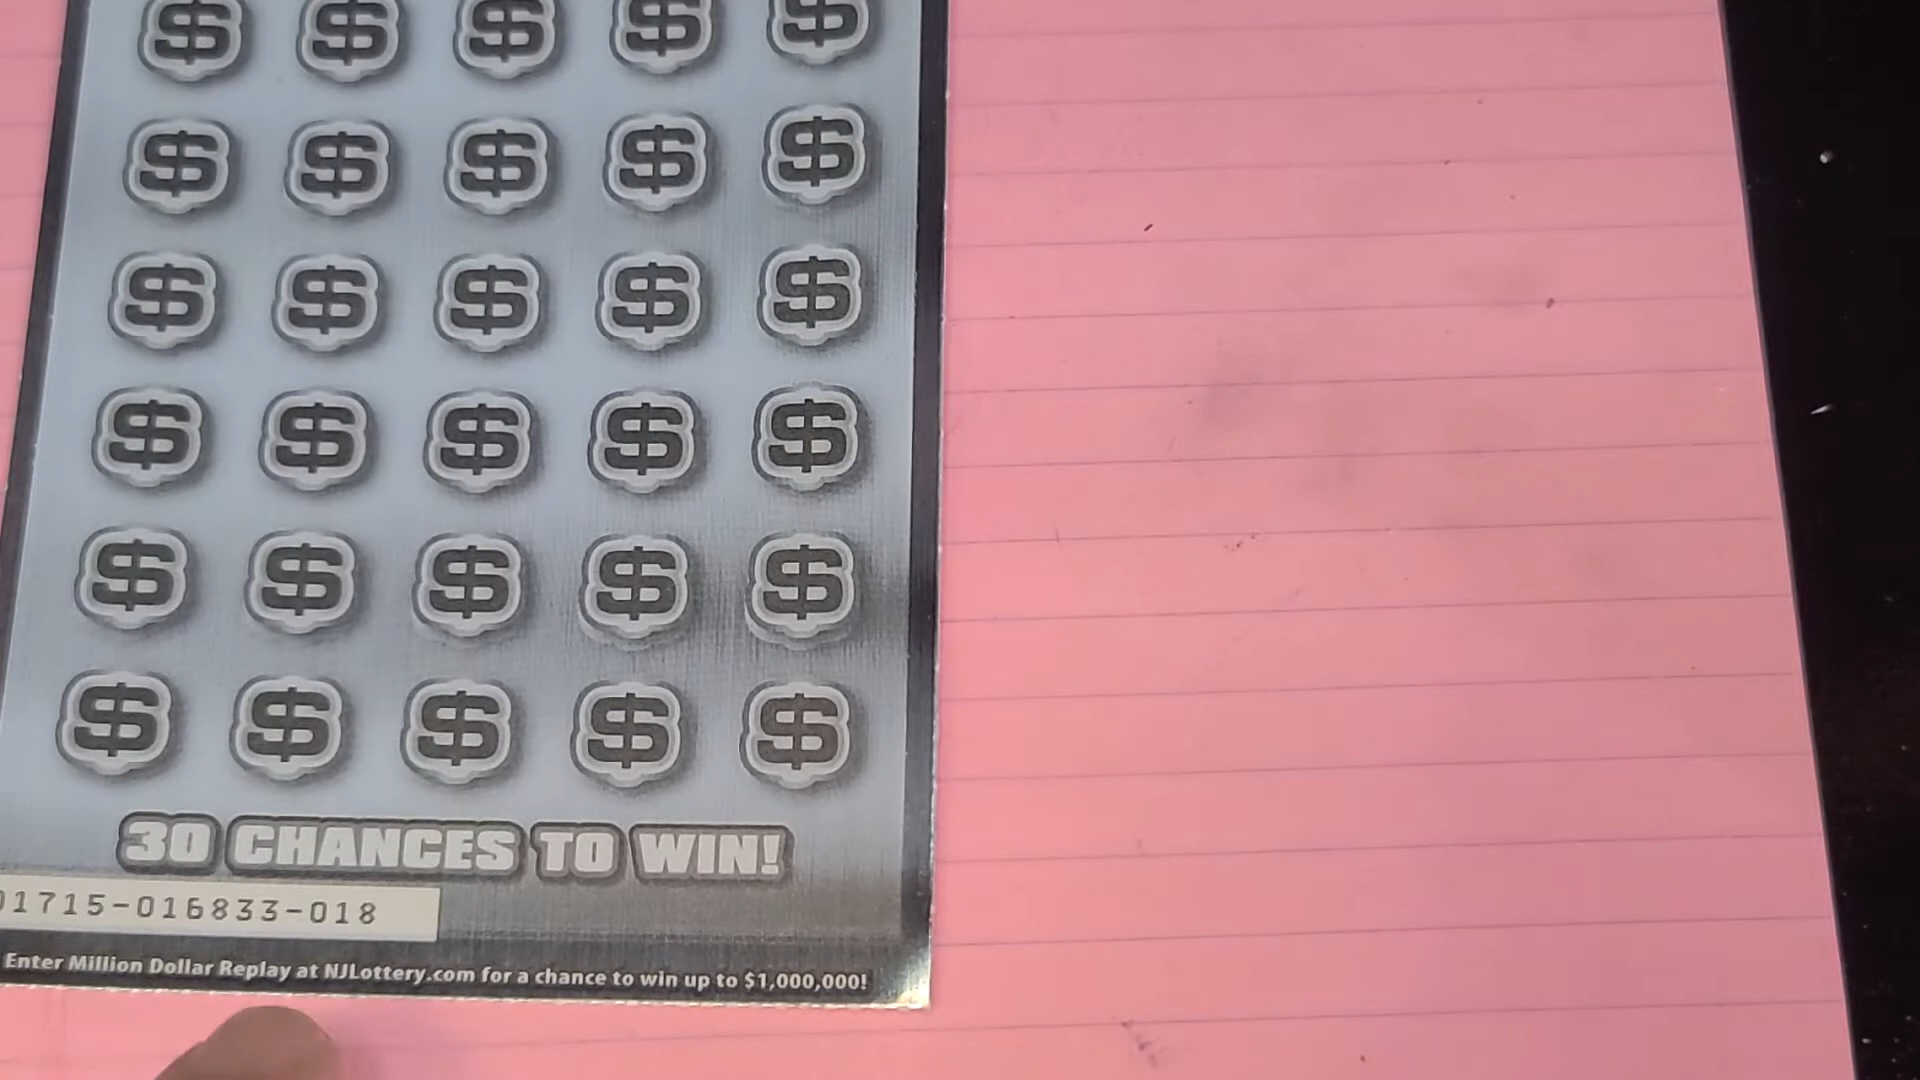 $ $ $ $ $
$ $ $ $ $
$ $ $ $ $
$ $ $ $ $
$ $ $ $ $
$ $ $ $ $
30 CHANCES TO WIN!
01715-016833-018
Enter Million Dollar Replay at NJLottery.com for a chance to win up to $1,000,000!